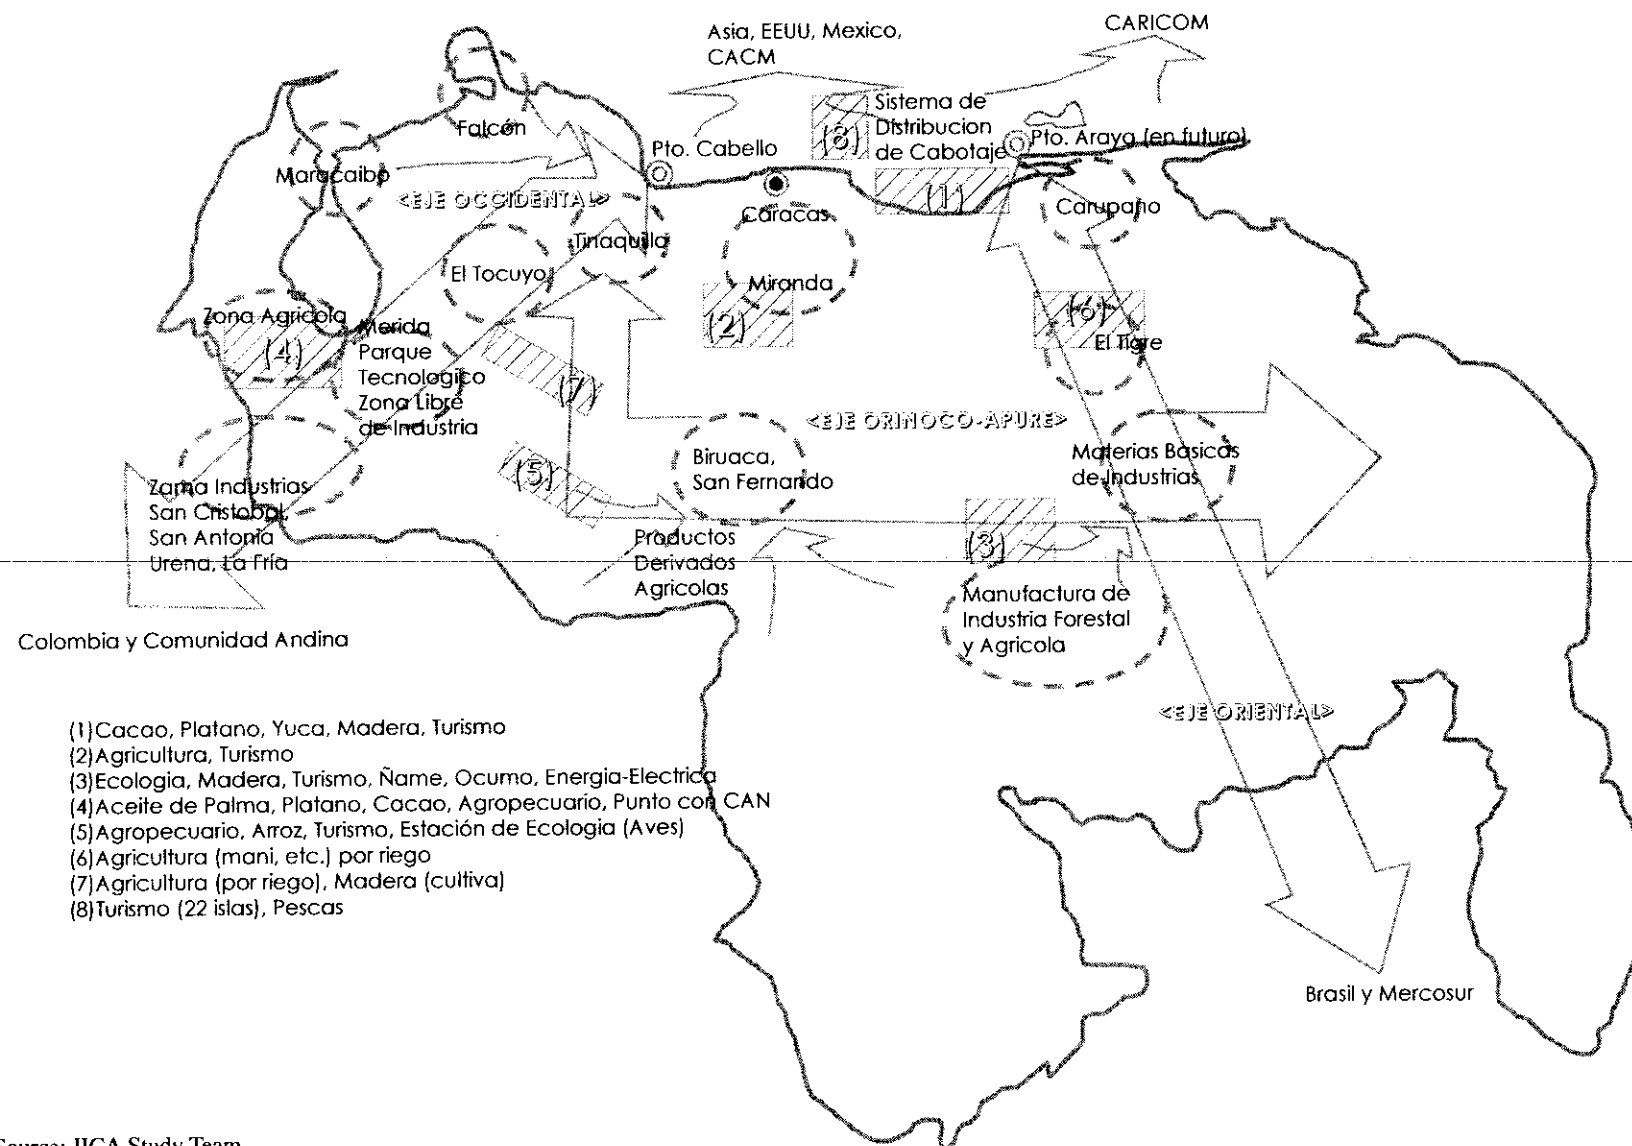 Asia, EEUU, Mexico,
CACM
CARICOM
Sistema de
Distribucion
de Cabotaje
(8)
Pto. Araya (en futuro)
Falcón
Pto. Cabello
Maracaibo
<EJE OCCIDENTAL>
(1)
Carupano
Caracas
Tinaquillo
El Tocuyo
Miranda
Zona Agricola
(4)
Merida
Parque
Tecnologico
Zona Libre
de Industria
(2)
(6)
El Tigre
(7)
<EJE ORINOCO-APURE>
Biruaca,
San Fernando
Materias Basicas
de Industrias
(5)
Zama Industrias
San Cristobal,
San Antonia
Urena, La Fría
Productos
Derivados
Agricolas
(3)
Manufactura de
Industria Forestal
y Agricola
Colombia y Comunidad Andina
<EJE ORIENTAL>
(1)Cacao, Platano, Yuca, Madera, Turismo
(2)Agricultura, Turismo
(3)Ecologia, Madera, Turismo, Ñame, Ocumo, Energia-Electrica
(4)Aceite de Palma, Platano, Cacao, Agropecuario, Punto con CAN
(5)Agropecuario, Arroz, Turismo, Estación de Ecologia (Aves)
(6)Agricultura (mani, etc.) por riego
(7)Agricultura (por riego), Madera (cultiva)
(8)Turismo (22 islas), Pescas
Brasil y Mercosur
Source: JICA Study Team